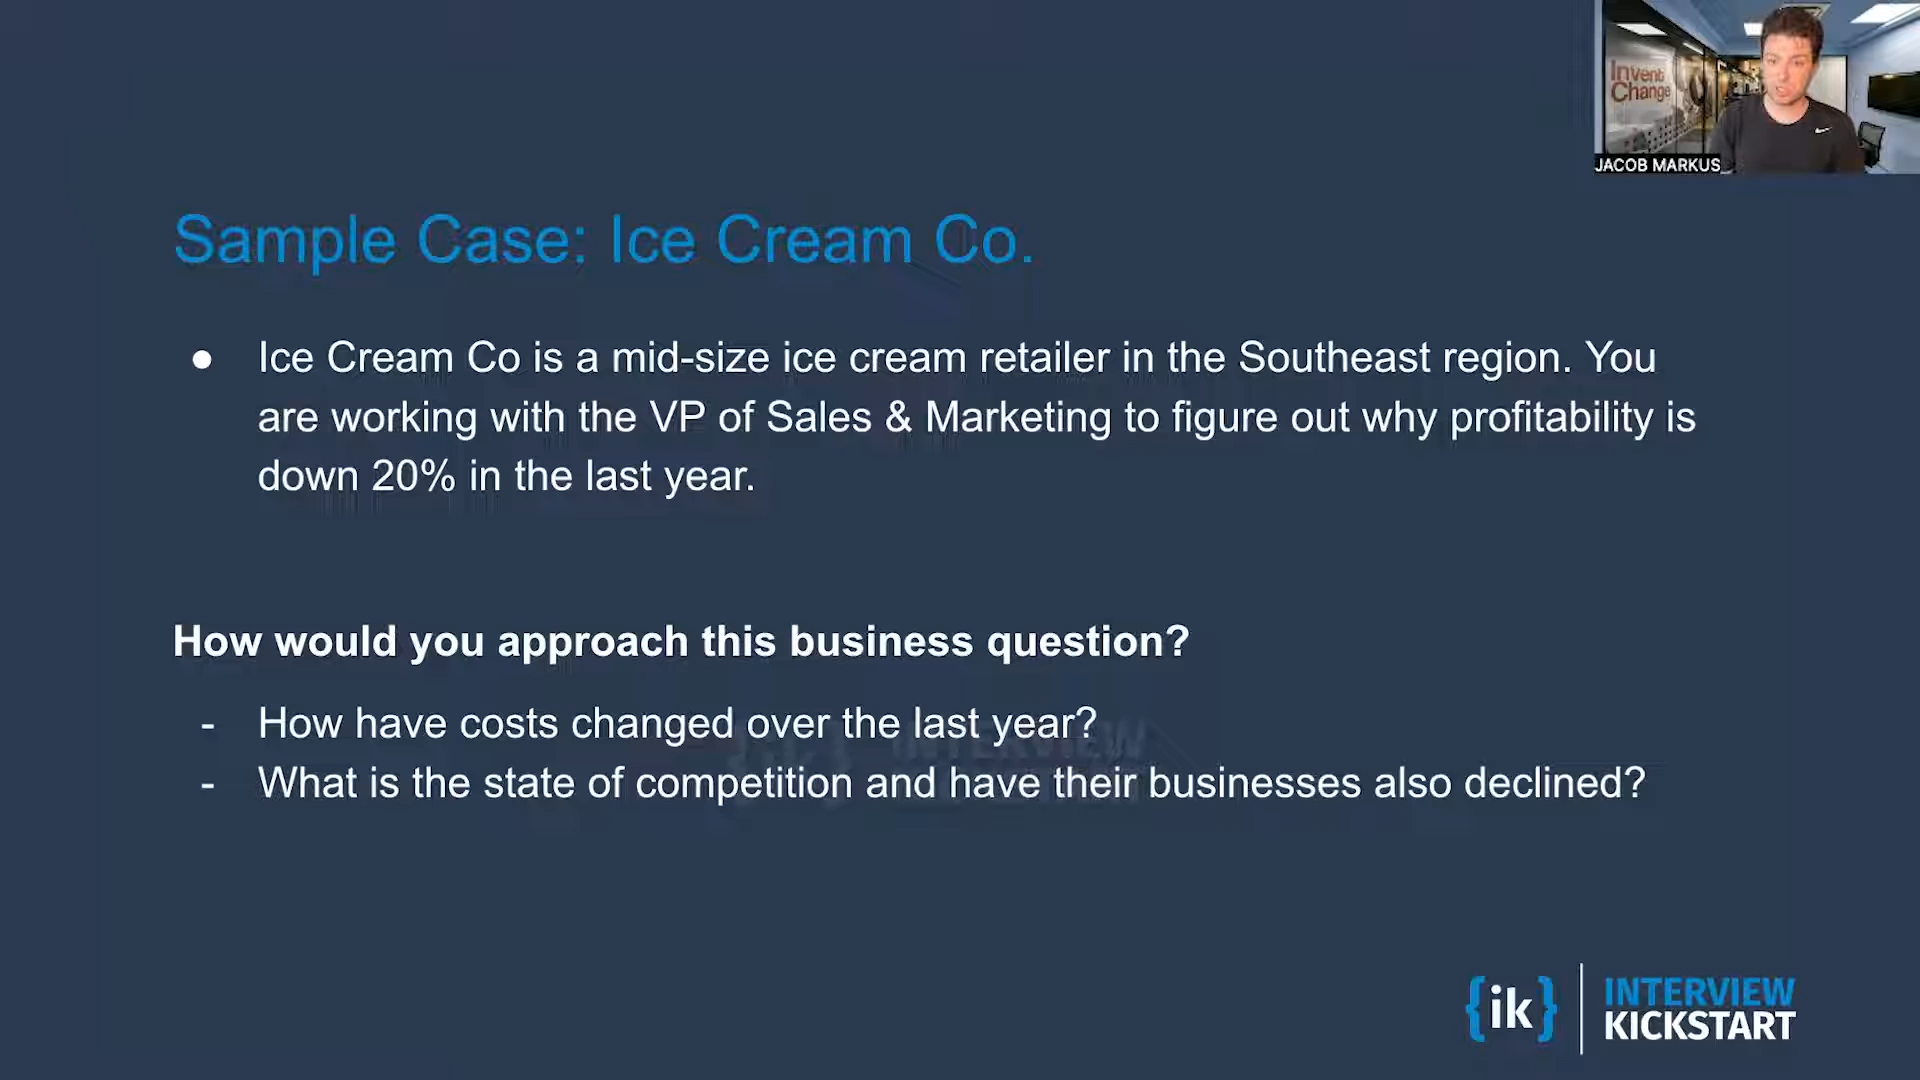 Invent
Change
JACOB MARKUS
Sample Case: Ice Cream Co.
● Ice Cream Co is a mid-size ice cream retailer in the Southeast region. You
are working with the VP of Sales & Marketing to figure out why profitability is
down 20% in the last year.
How would you approach this business question?
- How have costs changed over the last year?
- What is the state of competition and have their businesses also declined?
{ik} INTERVIEW
KICKSTART